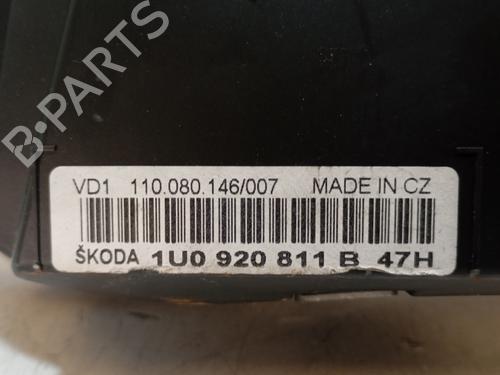 B-PARTS
VD1 110.080.146/007 MADE IN CZ
ŠKODA 1U0 920 811 B 47H